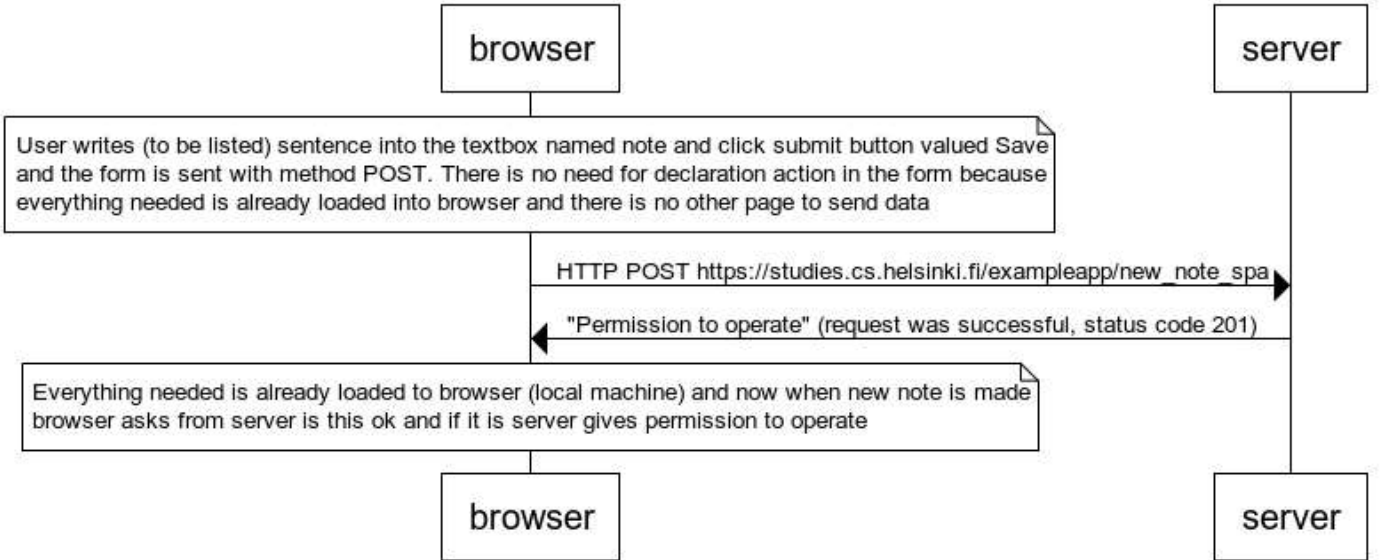 browser
server
User writes (to be listed) sentence into the textbox named note and click submit button valued Save
and the form is sent with method POST. There is no need for declaration action in the form because
everything needed is already loaded into browser and there is no other page to send data
HTTP POST https://studies.cs.helsinki.fi/exampleapp/new_note_spa
"Permission to operate" (request was successful, status code 201)
Everything needed is already loaded to browser (local machine) and now when new note is made
browser asks from server is this ok and if it is server gives permission to operate
browser
server